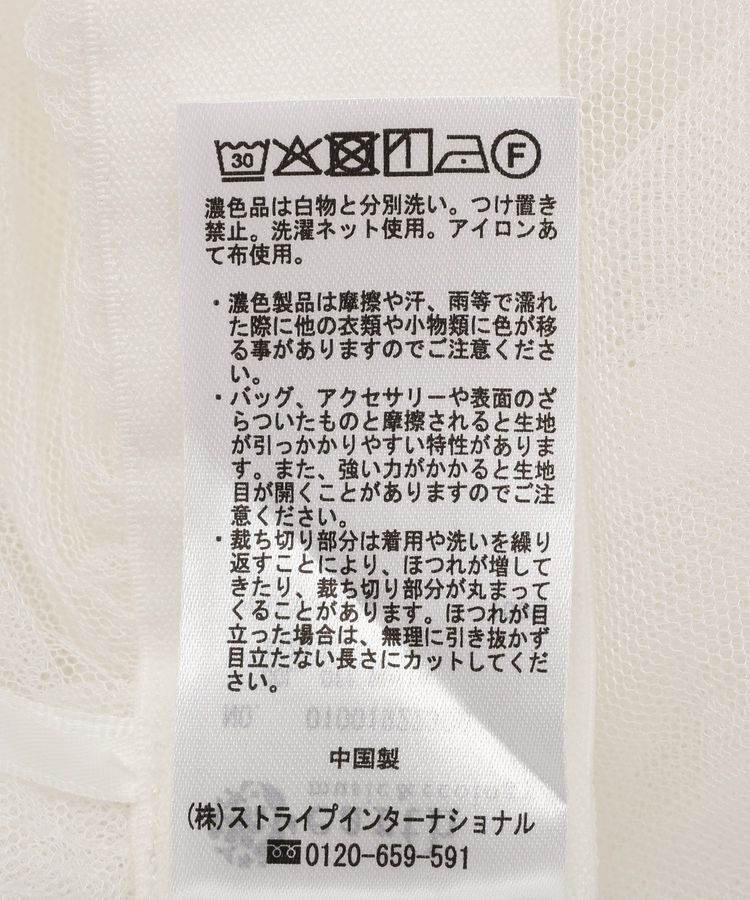 30 F
濃色品は白物と分別洗い。つけ置き
禁止。洗濯ネット使用。アイロンあ
て布使用。
・濃色製品は摩擦や汗、雨等で濡れ
た際に他の衣類や小物類に色が移
る事がありますのでご注意くださ
い。
・バッグ、アクセサリーや表面のざ
らついたものと摩擦されると生地
が引っかかりやすい特性がありま
す。また、強い力がかかると生地
目が開くことがありますのでご注
意ください。
・裁ち切り部分は着用や洗いを繰り
返すことにより、ほつれが増して
きたり、裁ち切り部分が丸まって
くることがあります。ほつれが目
立った場合は、無理に引き抜かず
目立たない長さにカットしてくだ
さい。
中国製
(株)ストライプインターナショナル
0120-659-591